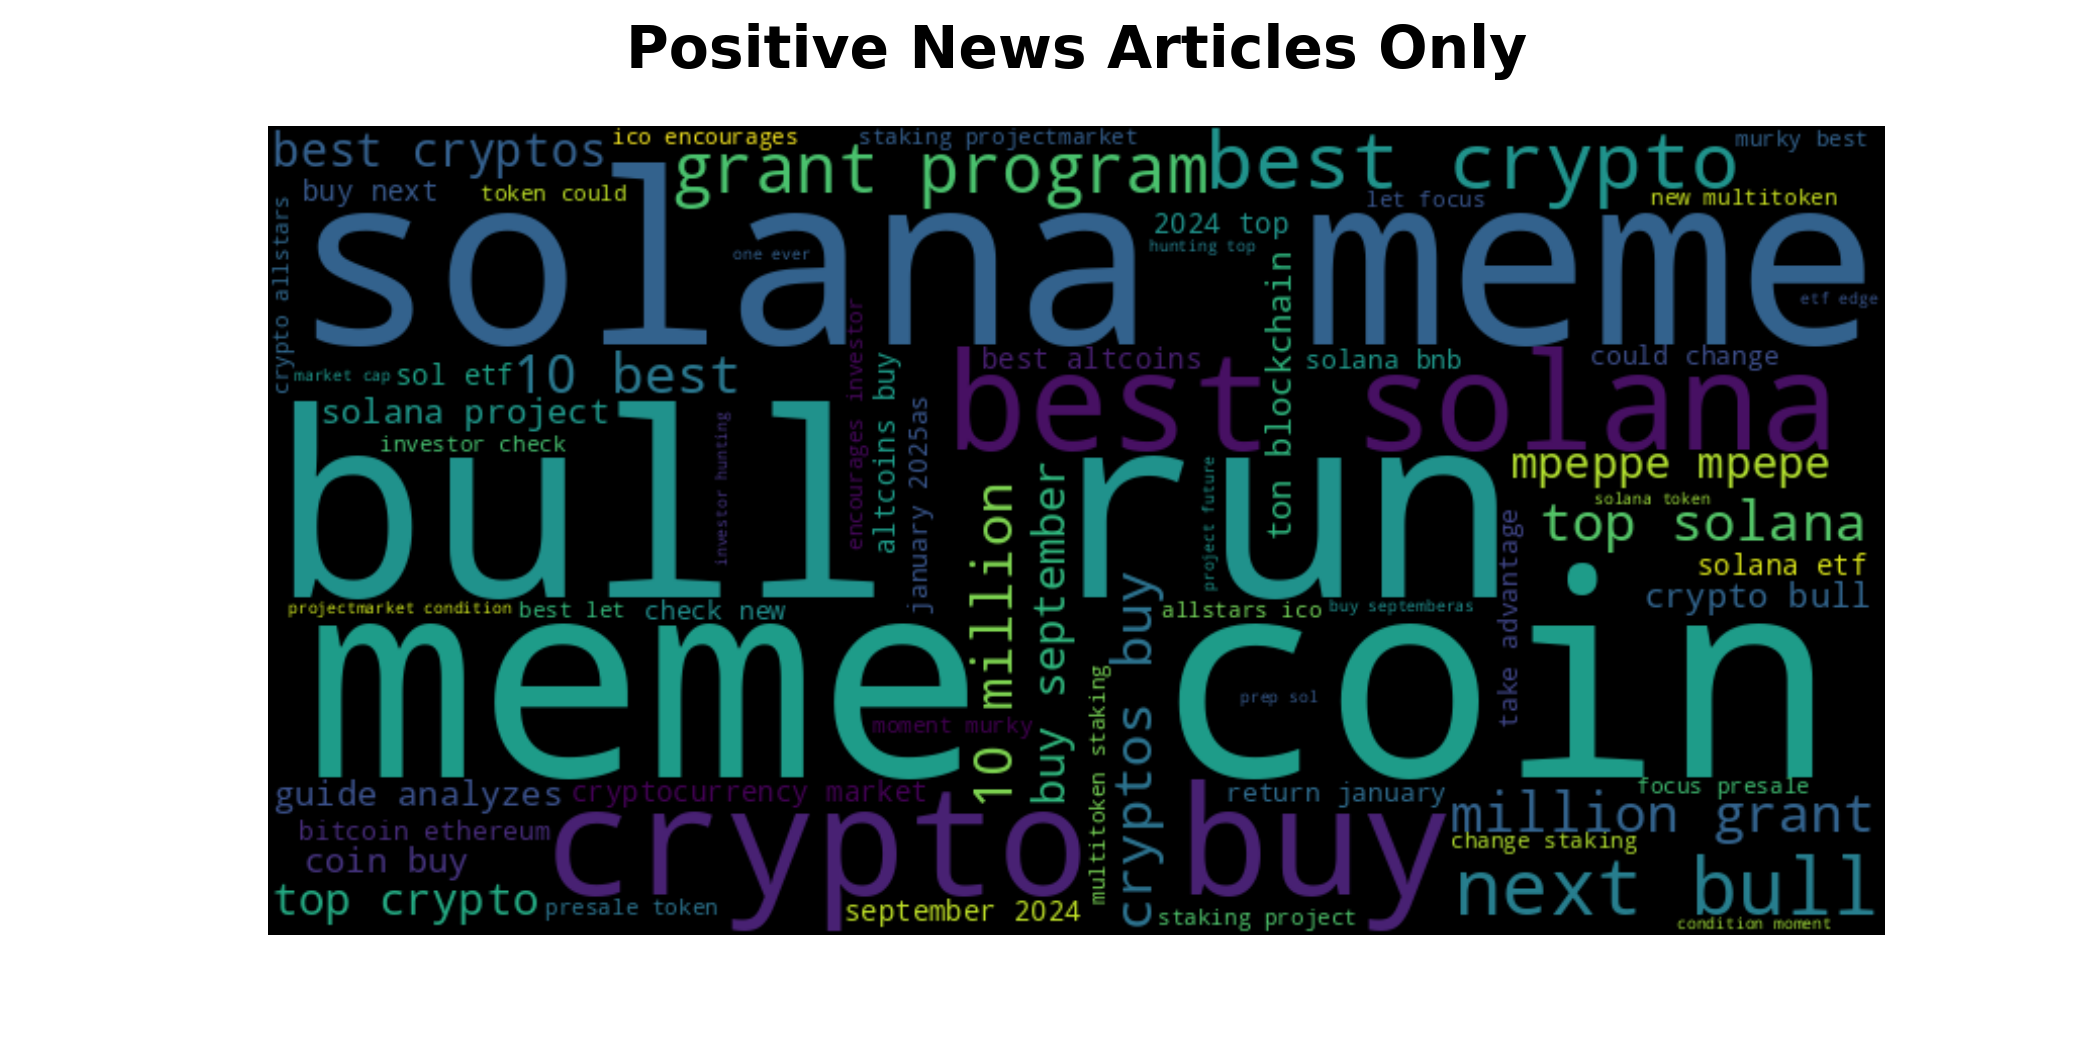 Positive News Articles Only
best cryptos
ico encourages
staking projectmarket
murky best
grant program
best crypto
buy next
token could
let focus
new multitoken
crypto allstars
solana meme
2024 top
hunting top
one ever
etf edge
ton blockchain
encourages investor
best altcoins
solana bnb
could change
market cap
sol etf
10 best
best solana
altcoins buy
january 2025as
solana project
investor check
investor hunting
bull run
project future
mpeppe mpepe
solana token
top solana
solana etf
crypto bull
10 million
buy september
take advantage
cryptos buy
projectmarket condition
best let
check new
allstars ico
buy septemberas
meme coin
prep sol
moment murky
multitoken staking
guide analyzes
cryptocurrency market
return january
focus presale
million grant
bitcoin ethereum
crypto buy
change staking
coin buy
next bull
top crypto
presale token
september 2024
staking project
condition moment